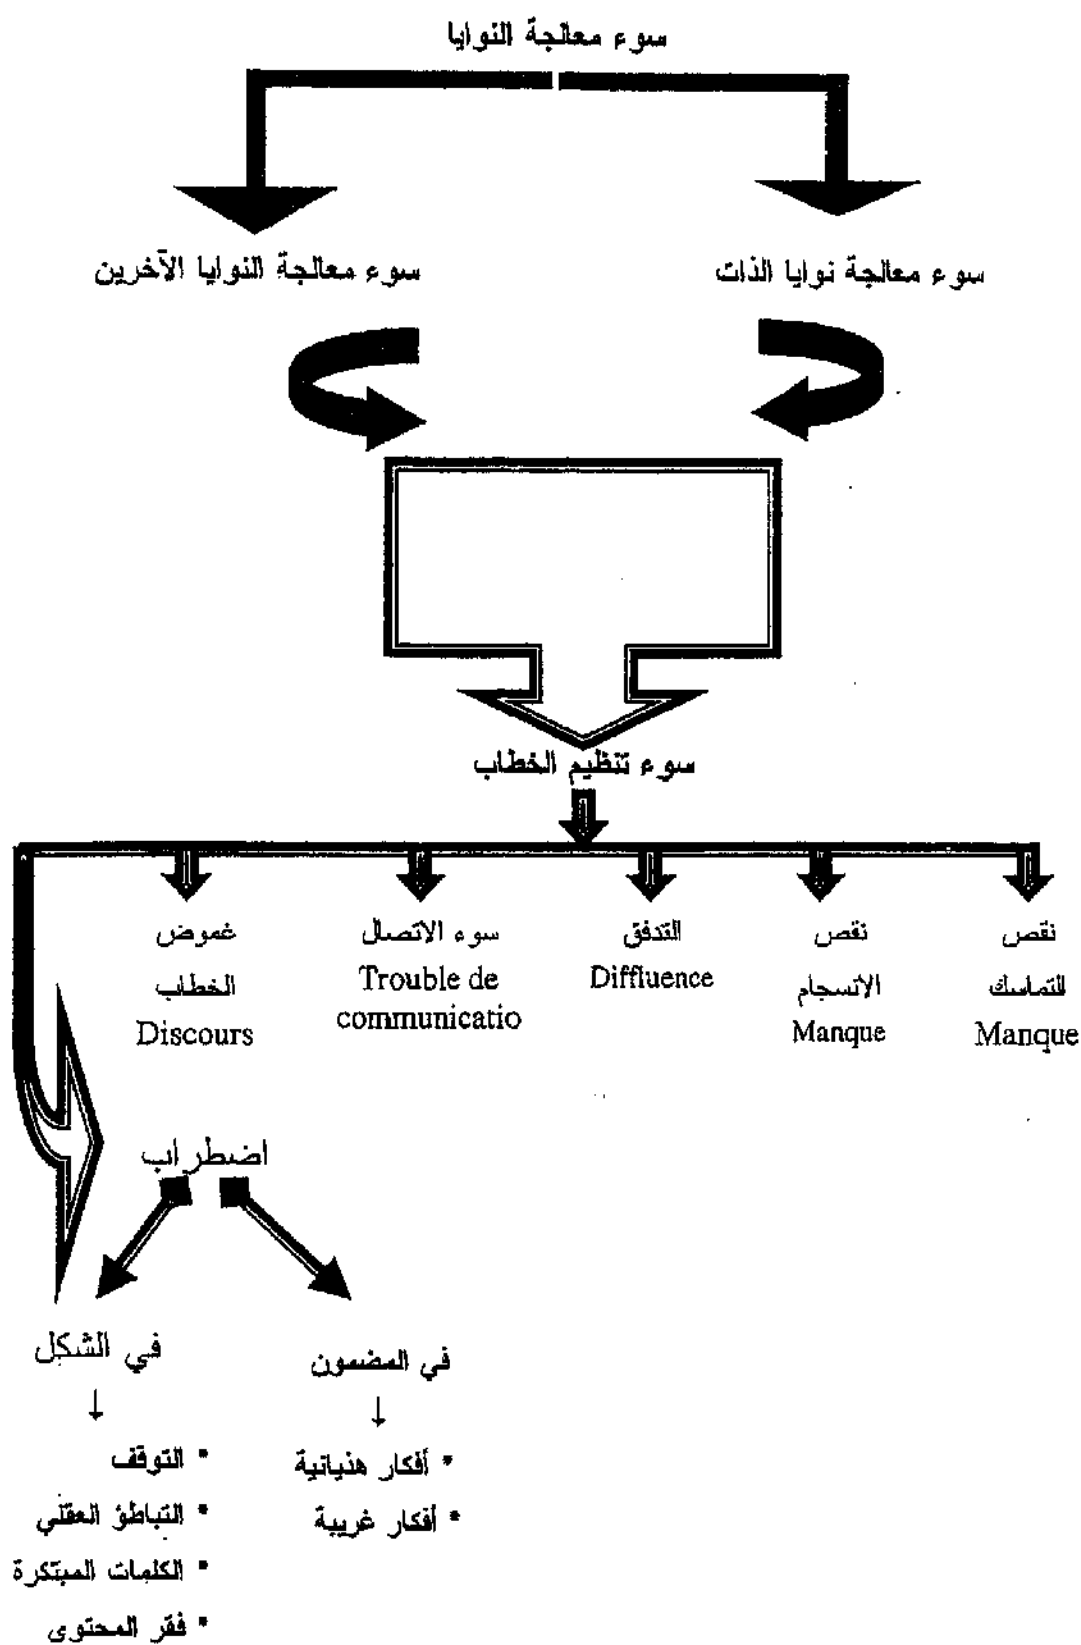 سوء معالجة النوايا
سوء معالجة نوايا الذات
سوء معالجة النوايا الآخرين
سوء تنظيم الخطاب
نقص
التماسك
Manque
نقص
الانسجام
Manque
التدفق
Diffluence
سوء الاتصال
Trouble de
communicatio
غموض
الخطاب
Discours
اضطراب
في المضمون
↓
* أفكار هذيانية
* أفكار غريبة
في الشكل
↓
* التوقف
* التباطؤ العقلي
* الكلمات المبتكرة
* فقر المحتوى